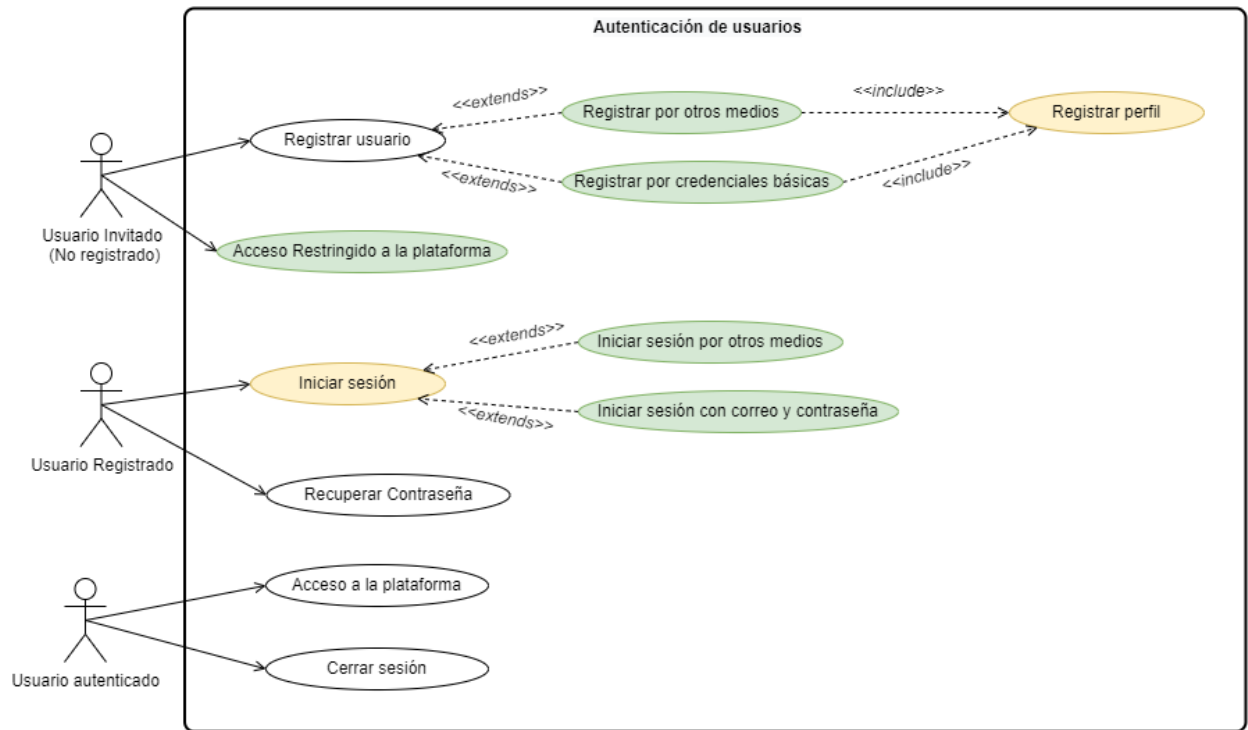 Autenticación de usuarios
<<extends>>
Registrar por otros medios
<<include>>
Registrar perfil
Registrar usuario
<<extends>>
Registrar por credenciales básicas
<<include>>
Usuario Invitado
(No registrado)
Acceso Restringido a la plataforma
<<extends>>
Iniciar sesión por otros medios
Iniciar sesión
<<extends>>
Iniciar sesión con correo y contraseña
Usuario Registrado
Recuperar Contraseña
Acceso a la plataforma
Cerrar sesión
Usuario autenticado